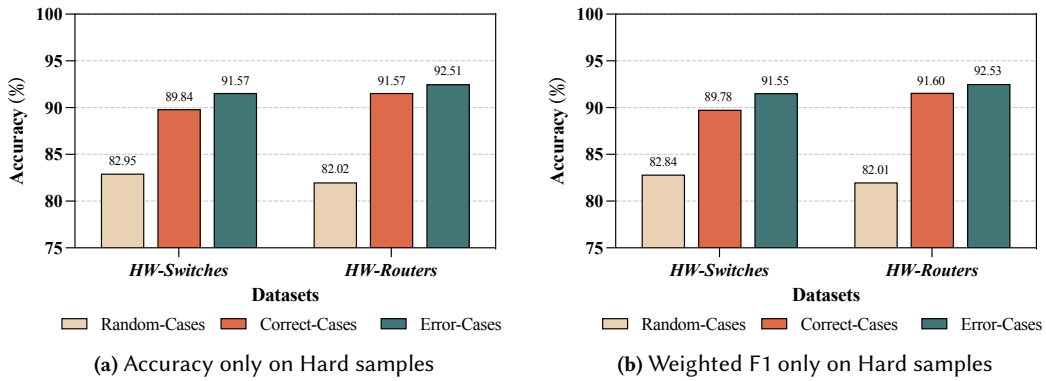 100
95
90
85
80
75
Accuracy (%)
82.95
89.84
91.57
82.02
91.57
92.51
HW-Switches
HW-Routers
Datasets
Random-Cases
Correct-Cases
Error-Cases
(a) Accuracy only on Hard samples
100
95
90
85
80
75
Accuracy (%)
82.84
89.78
91.55
82.01
91.60
92.53
HW-Switches
HW-Routers
Datasets
Random-Cases
Correct-Cases
Error-Cases
(b) Weighted F1 only on Hard samples